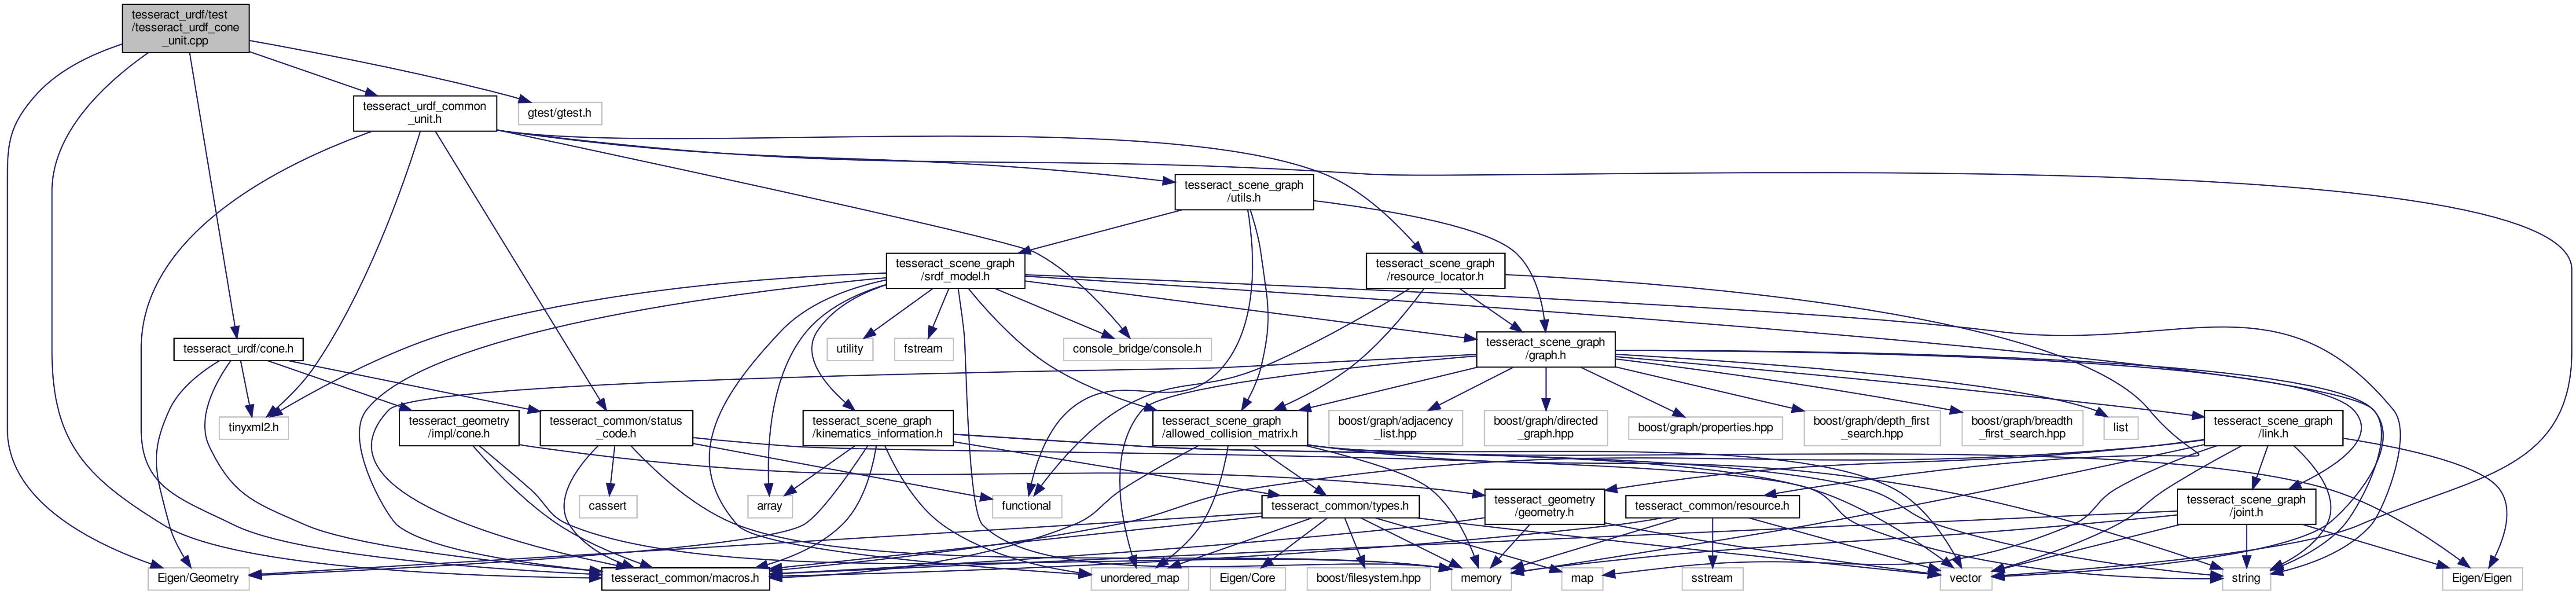 tesseract_urdf/test
/tesseract_urdf_cone
_unit.cpp
tesseract_urdf_common
_unit.h
gtest/gtest.h
tesseract_scene_graph
/utils.h
tesseract_scene_graph
/srdf_model.h
tesseract_scene_graph
/resource_locator.h
tesseract_urdf/cone.h
utility
fstream
console_bridge/console.h
tesseract_scene_graph
/graph.h
tinyxml2.h
tesseract_geometry
/impl/cone.h
tesseract_common/status
_code.h
tesseract_scene_graph
/kinematics_information.h
tesseract_scene_graph
/allowed_collision_matrix.h
boost/graph/adjacency
_list.hpp
boost/graph/directed
_graph.hpp
boost/graph/properties.hpp
boost/graph/depth_first
_search.hpp
boost/graph/breadth
_first_search.hpp
list
tesseract_scene_graph
/link.h
cassert
array
functional
tesseract_common/types.h
tesseract_geometry
/geometry.h
tesseract_common/resource.h
tesseract_scene_graph
/joint.h
Eigen/Geometry
tesseract_common/macros.h
unordered_map
Eigen/Core
boost/filesystem.hpp
memory
map
sstream
vector
string
Eigen/Eigen